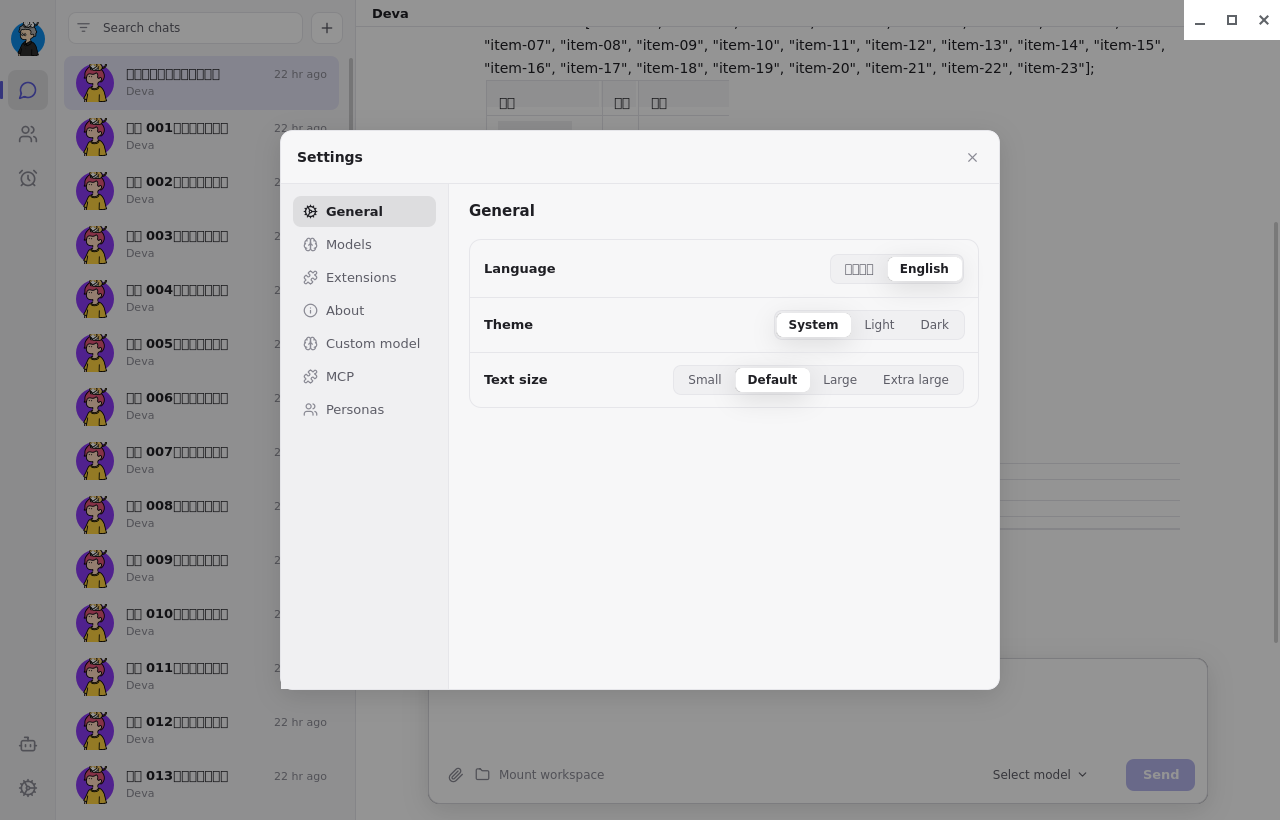 Search chats
Deva
22 hr ago
Deva
001
22 hr ago
Deva
002
Deva
003
Deva
004
Deva
005
Deva
006
Deva
007
Deva
008
Deva
009
Deva
010
Deva
011
Deva
012
22 hr ago
Deva
013
22 hr ago
Deva
"item-07", "item-08", "item-09", "item-10", "item-11", "item-12", "item-13", "item-14", "item-15",
"item-16", "item-17", "item-18", "item-19", "item-20", "item-21", "item-22", "item-23"];
Settings
General
Models
Extensions
About
Custom model
MCP
Personas
General
Language
English
Theme
System Light Dark
Text size
Small Default Large Extra large
Mount workspace
Select model
Send